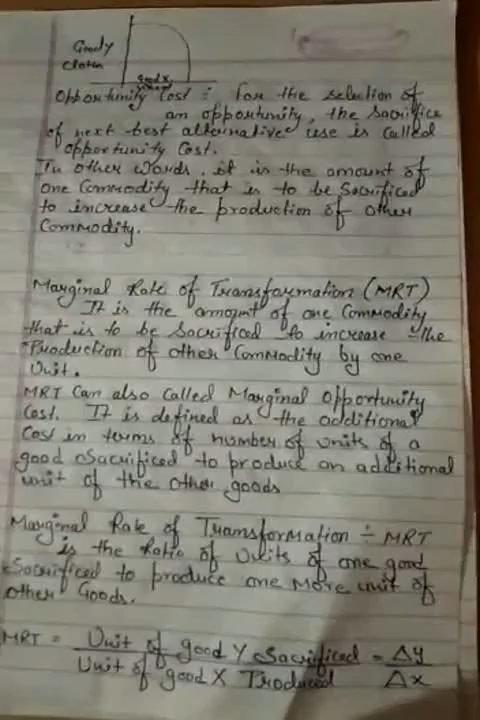 Good y
Cloth
Good x
Opportunity Cost : for the selection of
an opportunity, the sacrifice
of next best alternative use is called
opportunity Cost.
In other words, it is the amount of
one Commodity that is to be Sacrificed
to increase the production of other
Commodity.
Marginal Rate of Transformation (MRT)
It is the amount of one Commodity
that is to be Sacrificed to increase the
Production of other Commodity by one
Unit.
MRT Can also called Marginal Opportunity
Cost. It is defined as the additional
Cost in terms of number of units of a
good Sacrificed to produce an additional
unit of the other goods
Marginal Rate of Transformation ÷ MRT
is the Ratio of Units of one good
Sacrificed to produce one More unit of
other Goods.
MRT = Unit of good Y Sacrificed = Δy
Unit of good X Produced Δx